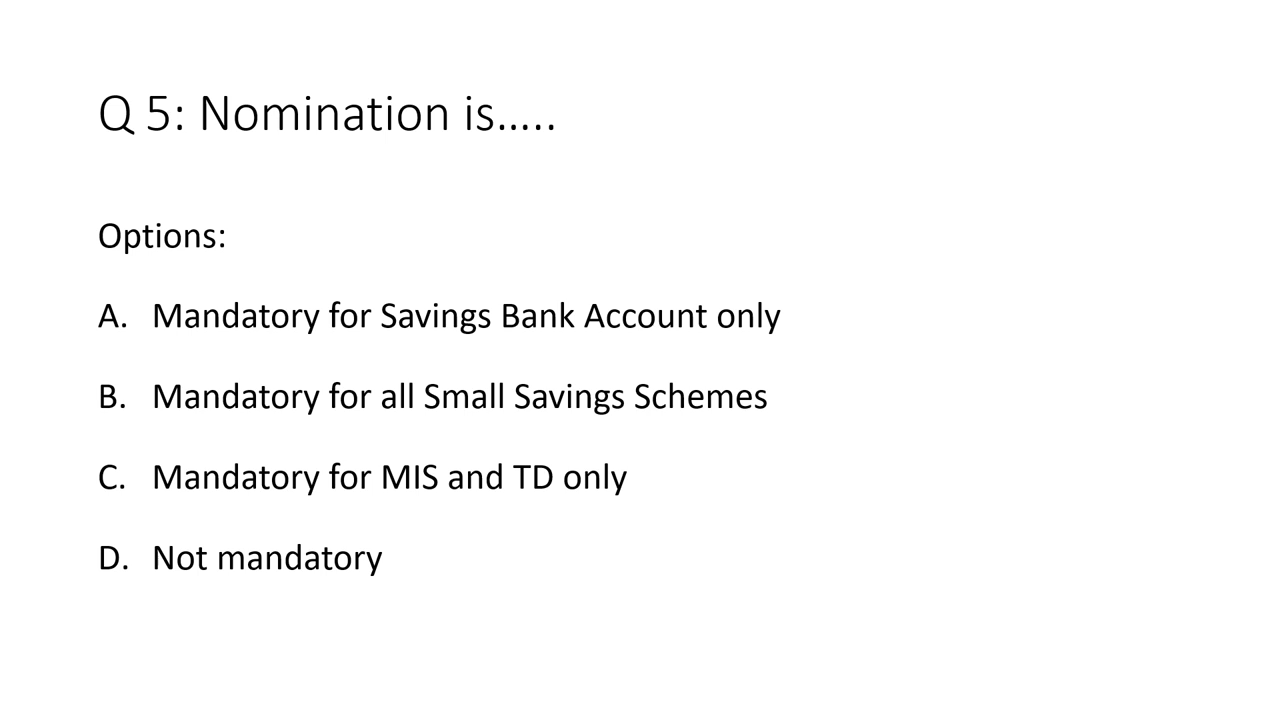 Q 5: Nomination is…..
Options:
A. Mandatory for Savings Bank Account only
B. Mandatory for all Small Savings Schemes
C. Mandatory for MIS and TD only
D. Not mandatory